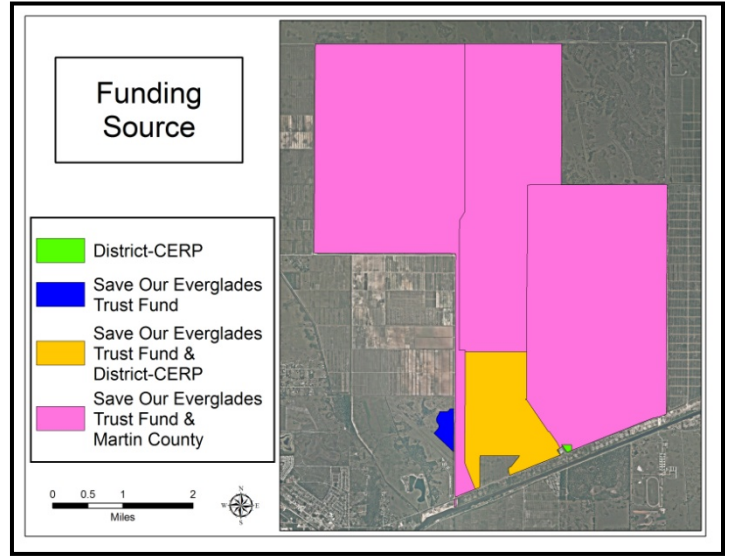 Funding
Source
District-CERP
Save Our Everglades
Trust Fund
Save Our Everglades
Trust Fund &
District-CERP
Save Our Everglades
Trust Fund &
Martin County
0 0.5 1 2
Miles
N
W E
S